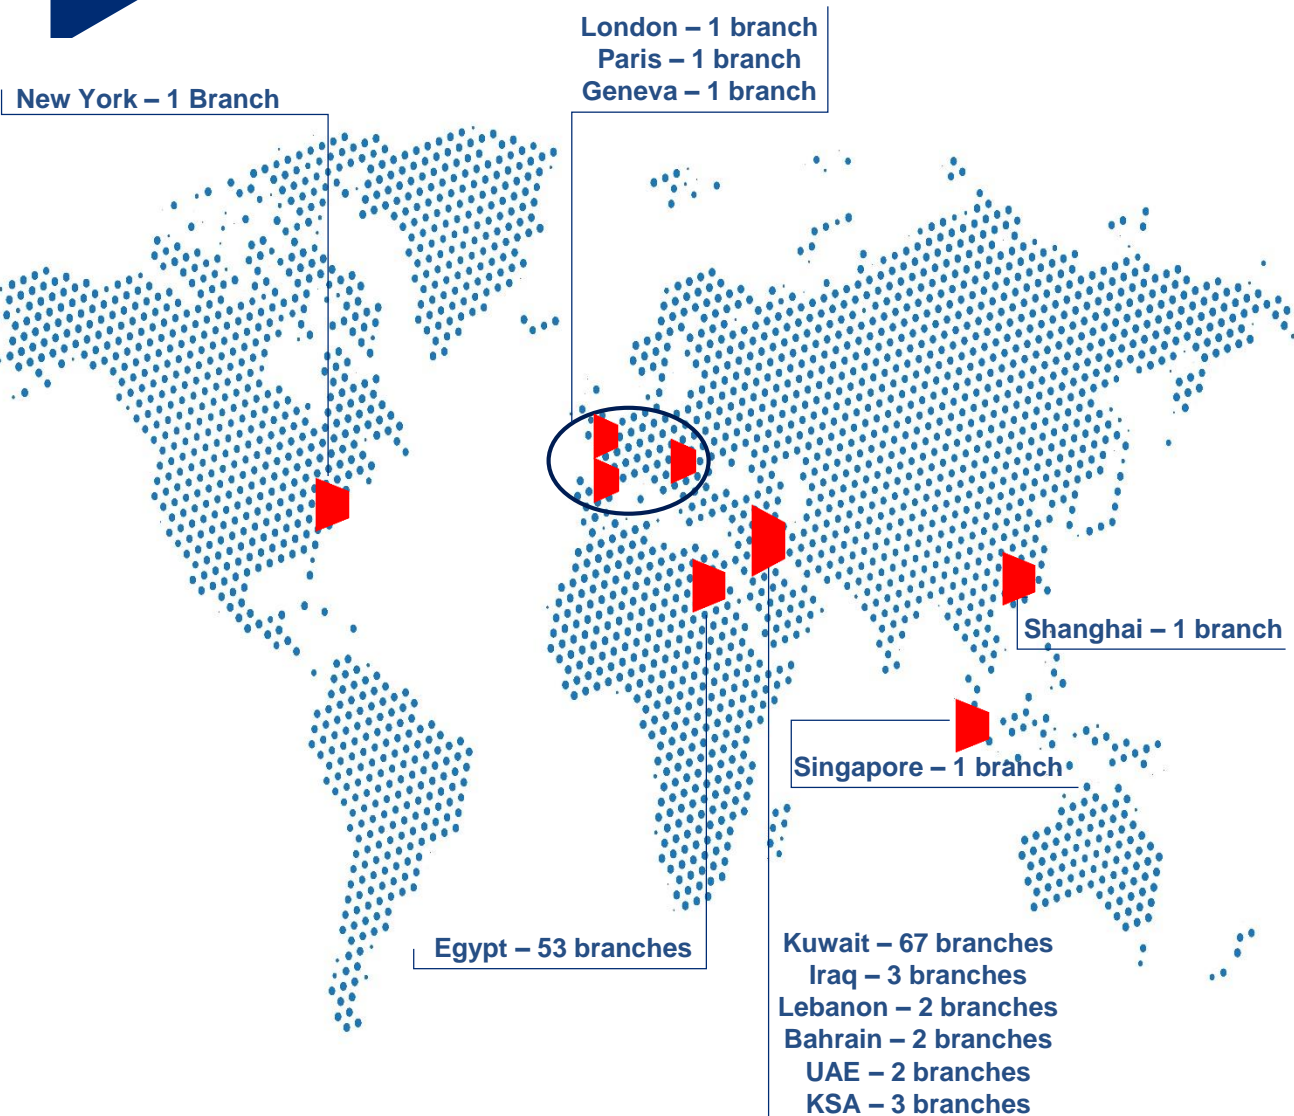 London – 1 branch
Paris – 1 branch
Geneva – 1 branch
New York – 1 Branch
Shanghai – 1 branch
Singapore – 1 branch
Egypt – 53 branches
Kuwait – 67 branches
Iraq – 3 branches
Lebanon – 2 branches
Bahrain – 2 branches
UAE – 2 branches
KSA – 3 branches